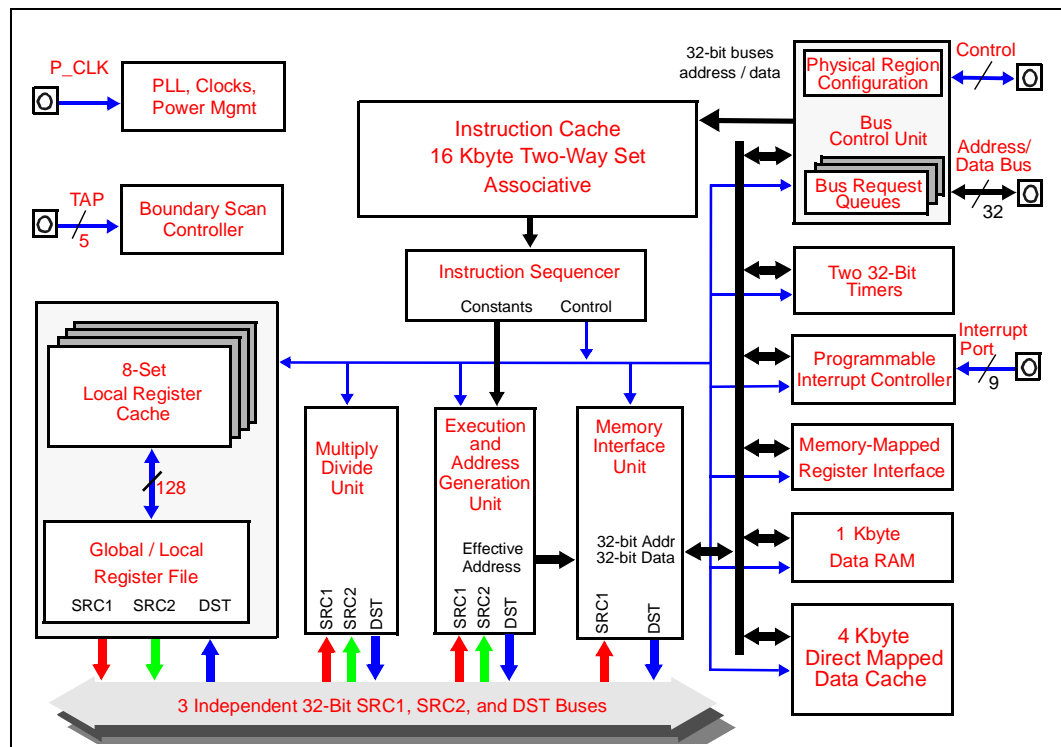 P_CLK
PLL, Clocks,
Power Mgmt
TAP
5
Boundary Scan
Controller
Instruction Cache
16 Kbyte Two-Way Set
Associative
32-bit buses
address / data
Physical Region
Configuration
Control
Bus
Control Unit
Bus Request
Queues
Address/
Data Bus
32
Instruction Sequencer
Constants
Control
Two 32-Bit
Timers
Programmable
Interrupt Controller
Interrupt
Port
9
8-Set
Local Register
Cache
128
Global / Local
Register File
SRC1
SRC2
DST
Multiply
Divide
Unit
SRC1
SRC2
DST
Execution
and
Address
Generation
Unit
Effective
Address
SRC1
SRC2
DST
Memory
Interface
Unit
32-bit Addr
32-bit Data
SRC1
DST
Memory-Mapped
Register Interface
1 Kbyte
Data RAM
4 Kbyte
Direct Mapped
Data Cache
3 Independent 32-Bit SRC1, SRC2, and DST Buses